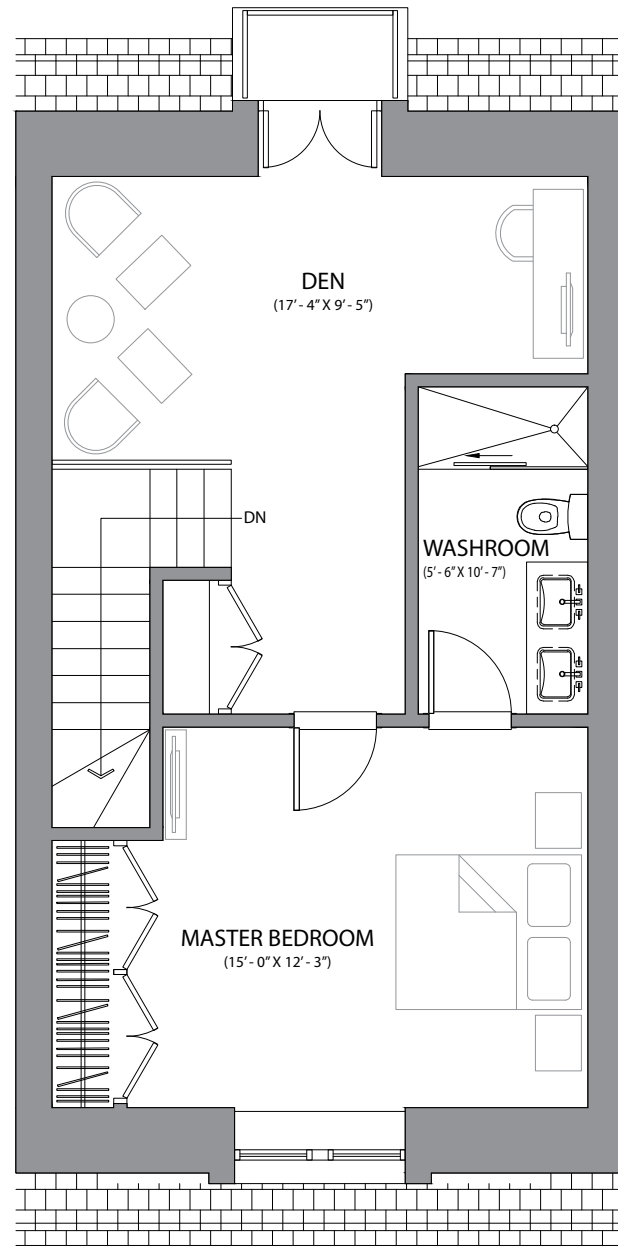 DEN
(17' - 4" X 9' - 5")
DN
WASHROOM
(5' - 6" X 10' - 7")
MASTER BEDROOM
(15' - 0" X 12' - 3")